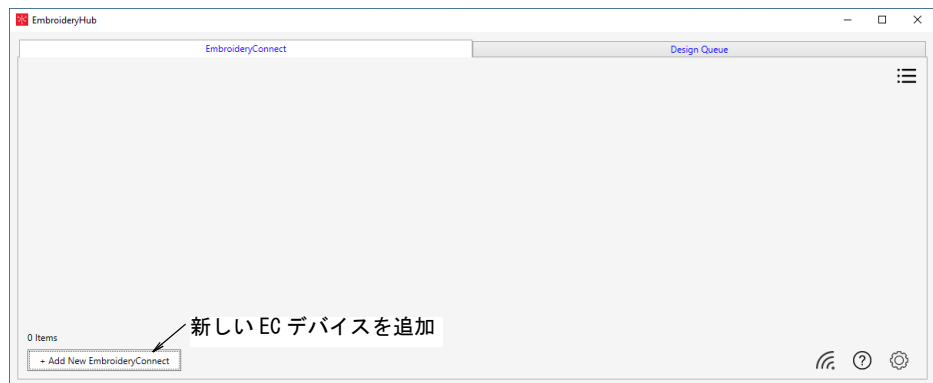 EmbroideryHub
EmbroideryConnect
Design Queue
新しい EC デバイスを追加
0 Items
+ Add New EmbroideryConnect